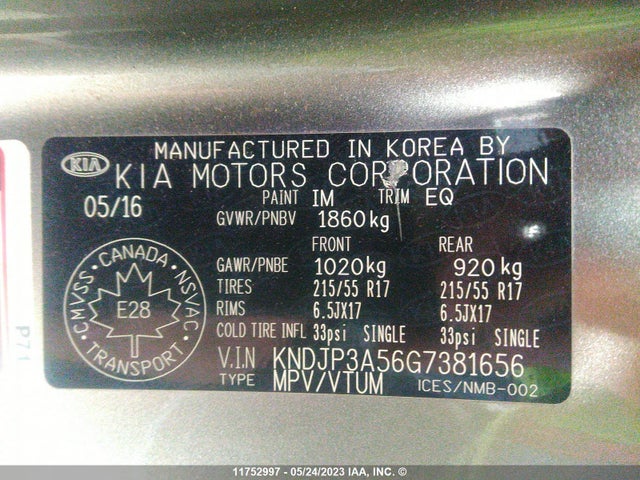 MANUFACTURED IN KOREA BY
KIA KIA MOTORS CORPORATION
05/16 PAINT IM TRIM EQ
GVWR/PNBV 1860kg
FRONT REAR
GAWR/PNBE 1020kg 920kg
TIRES 215/55 R17 215/55 R17
RIMS 6.5JX17 6.5JX17
COLD TIRE INFL 33psi SINGLE 33psi SINGLE
V.I.N KNDJP3A56G7381656
TYPE MPV/VTUM ICES/NMB-002
CMVSS • CANADA • NSVAC • TRANSPORT •
E28
P71
11752997 - 05/24/2023 IAA, INC. ©